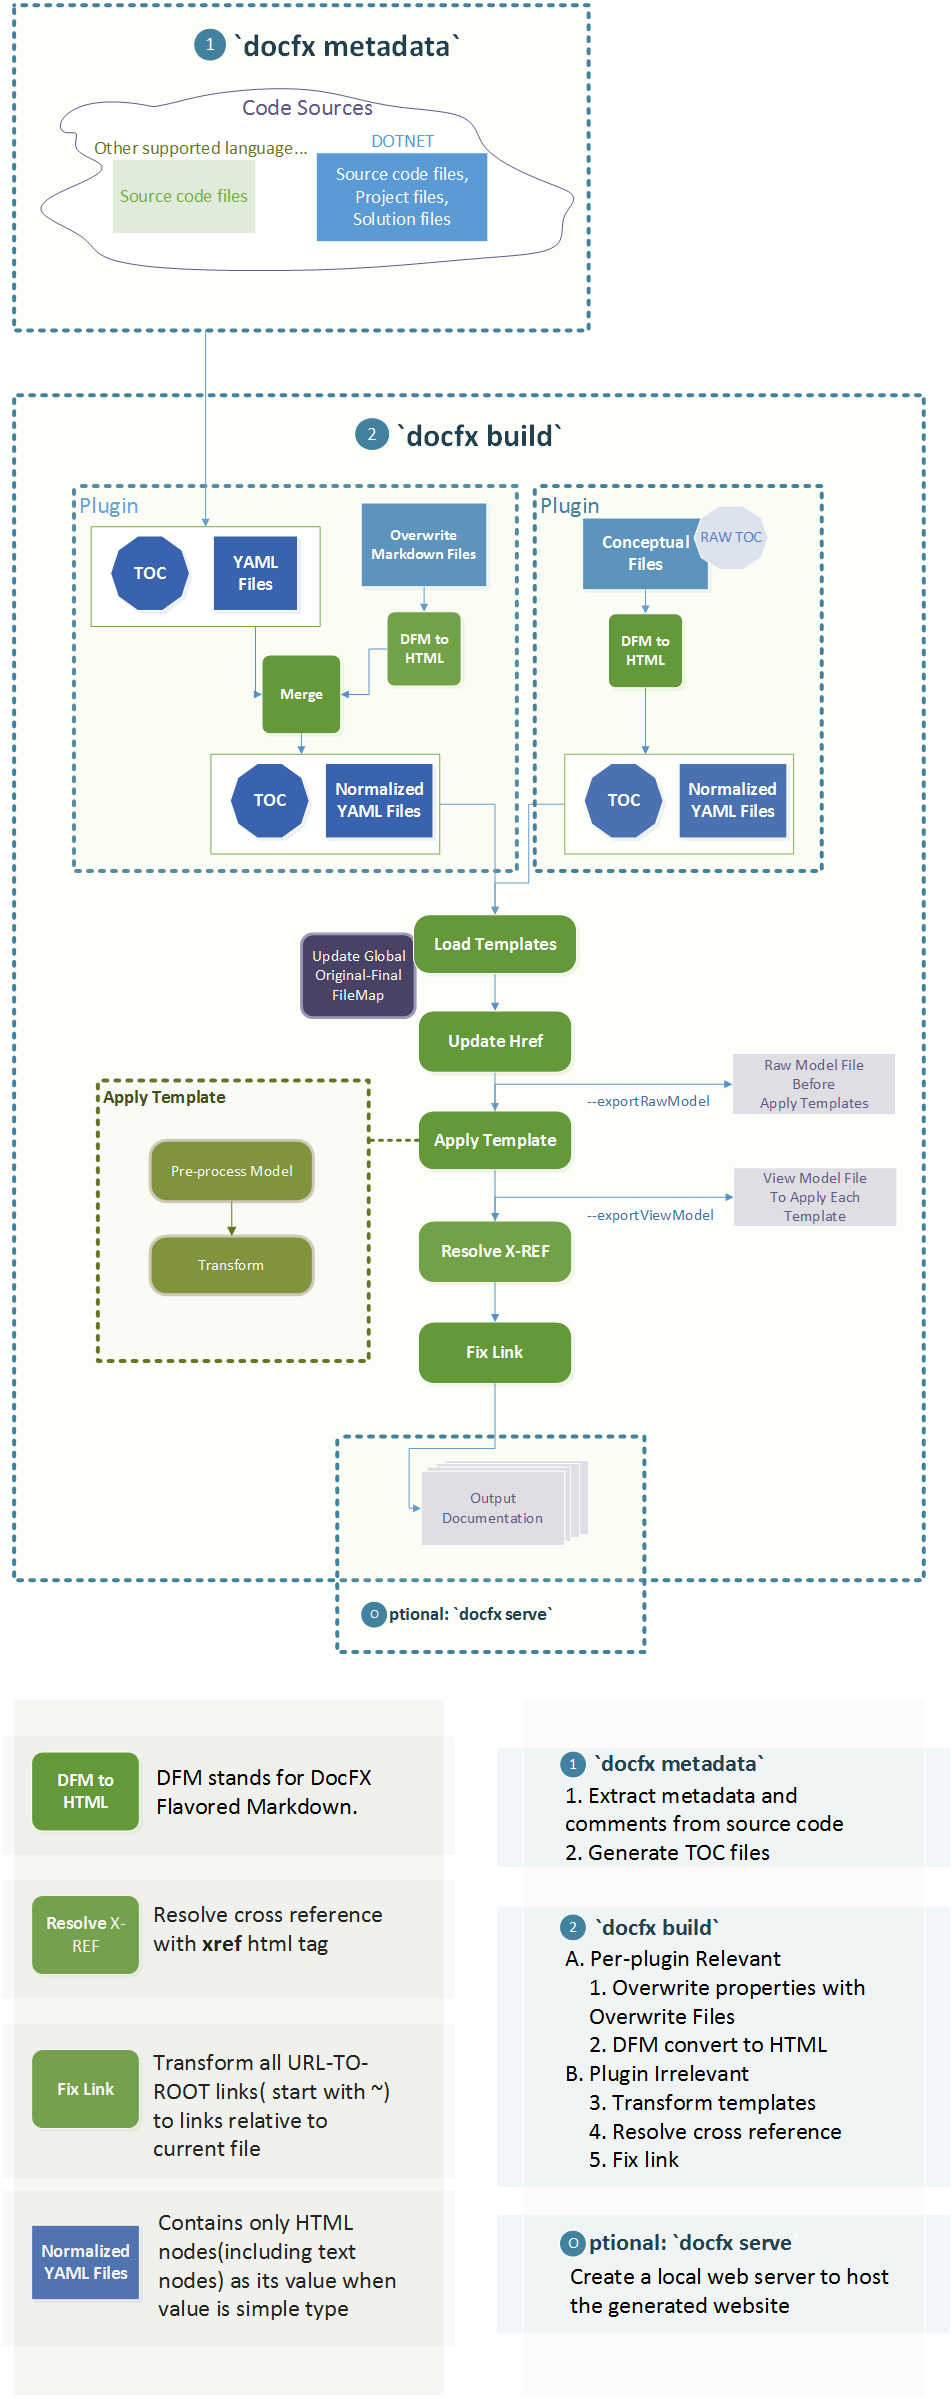 1 `docfx metadata`
Code Sources
Other supported language...
Source code files
DOTNET
Source code files,
Project files,
Solution files
2 `docfx build`
Plugin
TOC
YAML
Files
Overwrite
Markdown Files
DFM to
HTML
Merge
TOC
Normalized
YAML Files
Plugin
Conceptual
Files
RAW TOC
DFM to
HTML
TOC
Normalized
YAML Files
Load Templates
Update Global
Original-Final
FileMap
Update Href
--exportRawModel
Raw Model File
Before
Apply Templates
Apply Template
Apply Template
Pre-process Model
Transform
--exportViewModel
View Model File
To Apply Each
Template
Resolve X-REF
Fix Link
Output
Documentation
O ptional: `docfx serve`
DFM to
HTML
DFM stands for DocFX
Flavored Markdown.
Resolve X-
REF
Resolve cross reference
with xref html tag
Fix Link
Transform all URL-TO-
ROOT links( start with ~)
to links relative to
current file
Normalized
YAML Files
Contains only HTML
nodes(including text
nodes) as its value when
value is simple type
1 `docfx metadata`
1. Extract metadata and
comments from source code
2. Generate TOC files
2 `docfx build`
A. Per-plugin Relevant
1. Overwrite properties with
Overwrite Files
2. DFM convert to HTML
B. Plugin Irrelevant
3. Transform templates
4. Resolve cross reference
5. Fix link
O ptional: `docfx serve
Create a local web server to host
the generated website